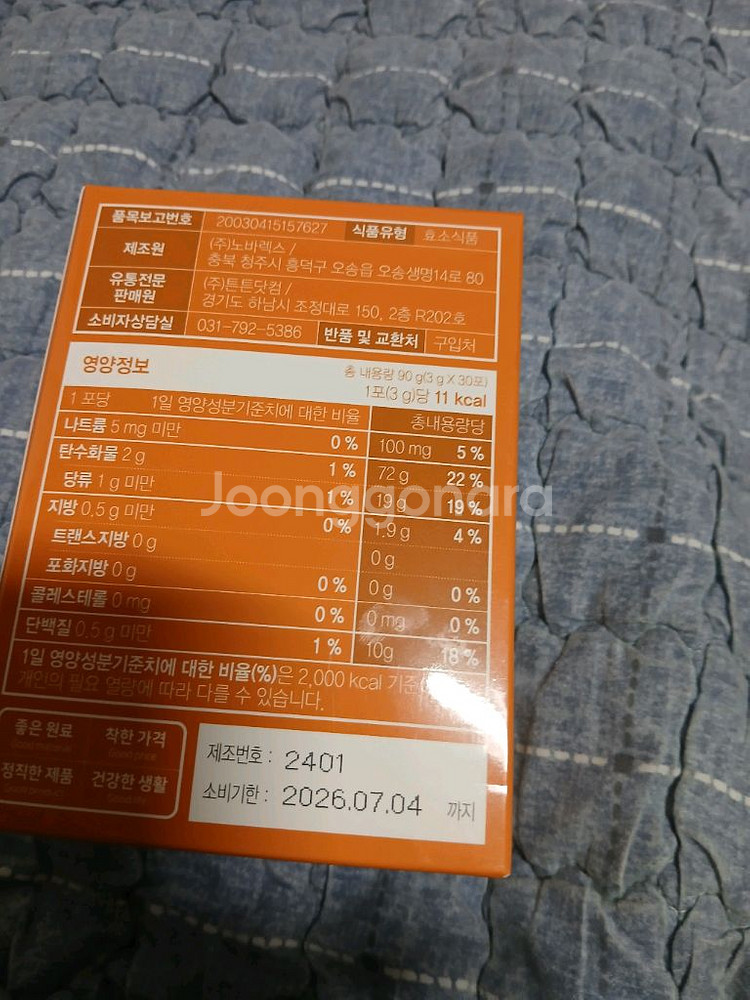 품목보고번호 20030415157627 식품유형 효소식품
제조원 (주)노바렉스 /
충북 청주시 흥덕구 오송읍 오송생명14로 80
유통전문
판매원
(주)튼튼닷컴 /
경기도 하남시 조정대로 150, 2층 R202호
소비자상담실 031-792-5386 반품 및 교환처 구입처
영양정보
총 내용량 90 g(3 g X 30포)
1포(3 g)당 11 kcal
1 포당 1일 영양성분기준치에 대한 비율 총내용량당
나트륨 5 mg 미만 0 % 100 mg 5 %
탄수화물 2 g 1 % 72 g 22 %
당류 1 g 미만 1 % 19 g 19 %
지방 0.5 g 미만 0 % 1.9 g 4 %
트랜스지방 0 g 0 g
포화지방 0 g 0 % 0 g 0 %
콜레스테롤 0 mg 0 % 0 mg 0 %
단백질 0.5 g 미만 1 % 10g 18 %
1일 영양성분기준치에 대한 비율(%)은 2,000 kcal 기준
개인의 필요 열량에 따라 다를 수 있습니다.
좋은 원료 착한 가격
정직한 제품 건강한 생활
제조번호 : 2401
소비기한 : 2026.07.04 까지
Joonggonara